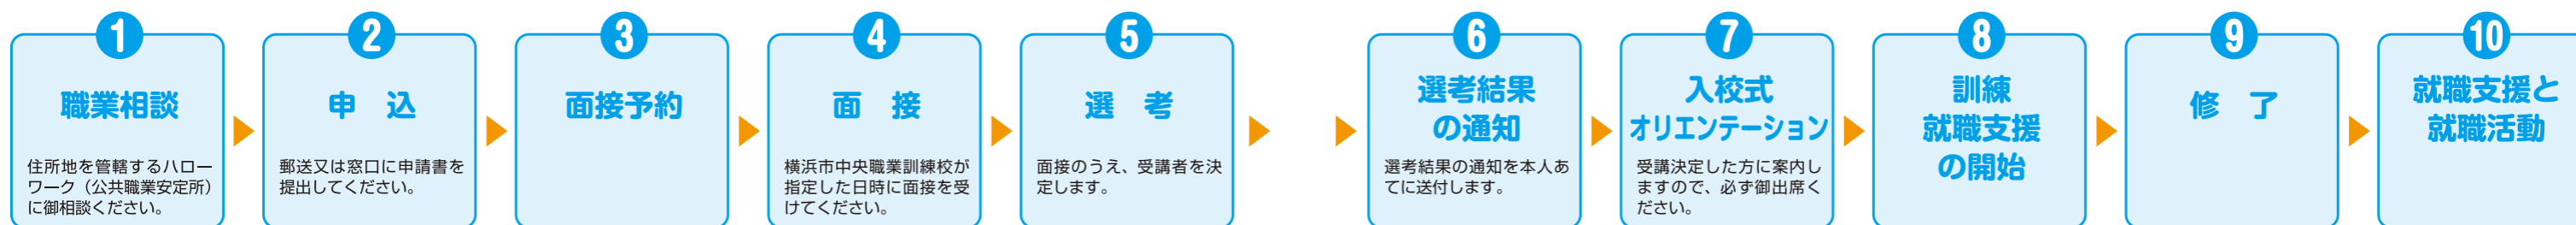 1
職業相談
住所地を管轄するハロー
ワーク（公共職業安定所）
に御相談ください。
2
申　込
郵送又は窓口に申請書を
提出してください。
3
面接予約
4
面　接
横浜市中央職業訓練校が
指定した日時に面接を受
けてください。
5
選　考
面接のうえ、受講者を決
定します。
6
選考結果
の通知
選考結果の通知を本人あ
てに送付します。
7
入校式
オリエンテーション
受講決定した方に案内し
ますので、必ず御出席く
ださい。
8
訓練
就職支援
の開始
9
修　了
10
就職支援と
就職活動